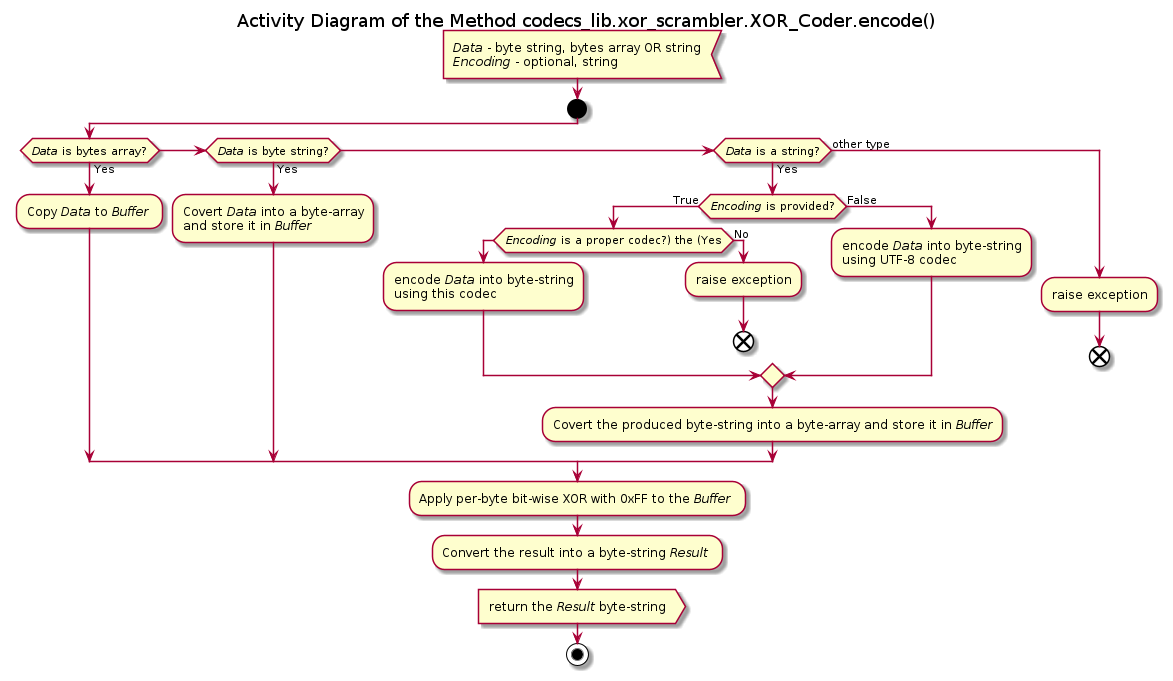 Activity Diagram of the Method codecs_lib.xor_scrambler.XOR_Coder.encode()
Data - byte string, bytes array OR string
Encoding - optional, string
Data is bytes array?
Data is byte string?
Data is a string?
other type
Yes
Yes
Yes
Copy Data to Buffer
Covert Data into a byte-array
and store it in Buffer
True
Encoding is provided?
False
Encoding is a proper codec?) the (Yes
No
encode Data into byte-string
using UTF-8 codec
encode Data into byte-string
using this codec
raise exception
raise exception
Covert the produced byte-string into a byte-array and store it in Buffer
Apply per-byte bit-wise XOR with 0xFF to the Buffer
Convert the result into a byte-string Result
return the Result byte-string